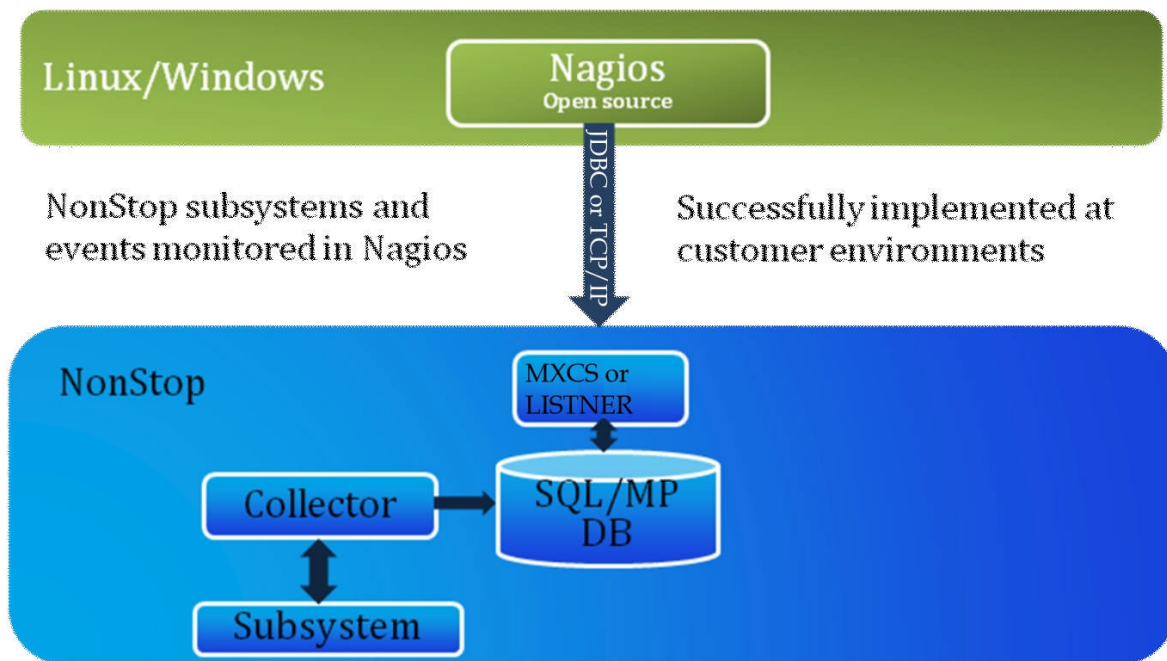 Linux/Windows
Nagios
Open source
JDBC or TCP/IP
NonStop subsystems and
events monitored in Nagios
Successfully implemented at
customer environments
NonStop
MXCS or
LISTNER
Collector
SQL/MP
DB
Subsystem